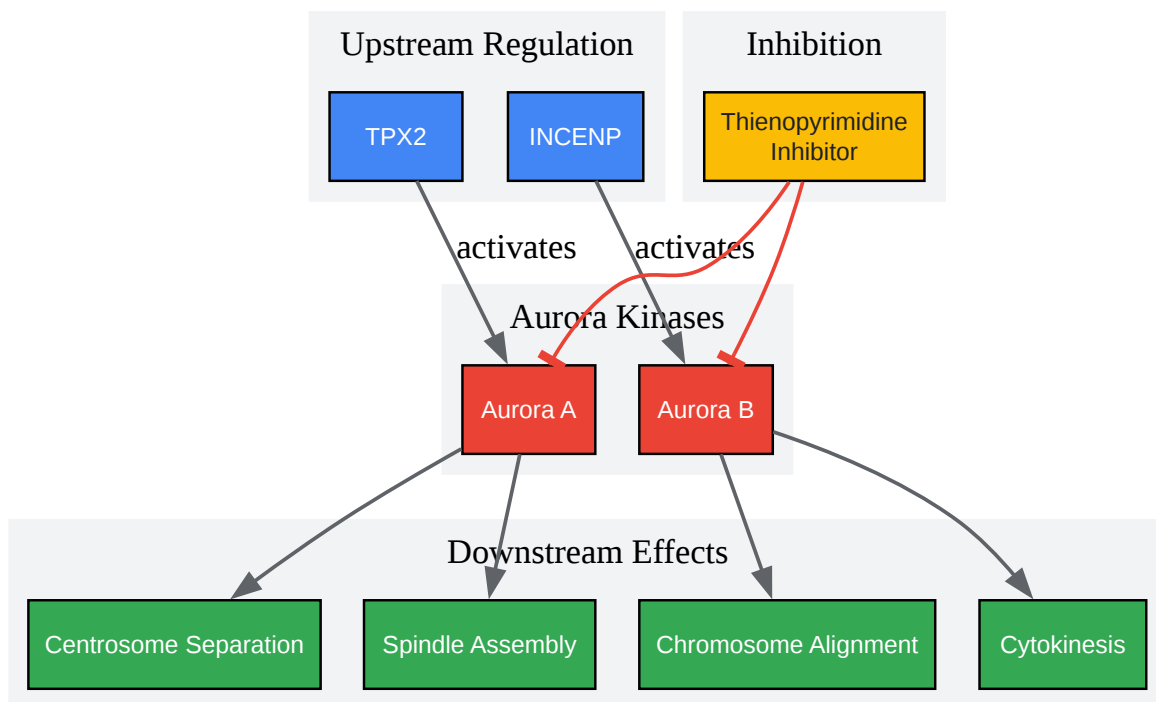 Upstream Regulation
Inhibition
TPX2
INCENP
Thienopyrimidine
Inhibitor
activates
activates
Aurora Kinases
Aurora A
Aurora B
Downstream Effects
Centrosome Separation
Spindle Assembly
Chromosome Alignment
Cytokinesis